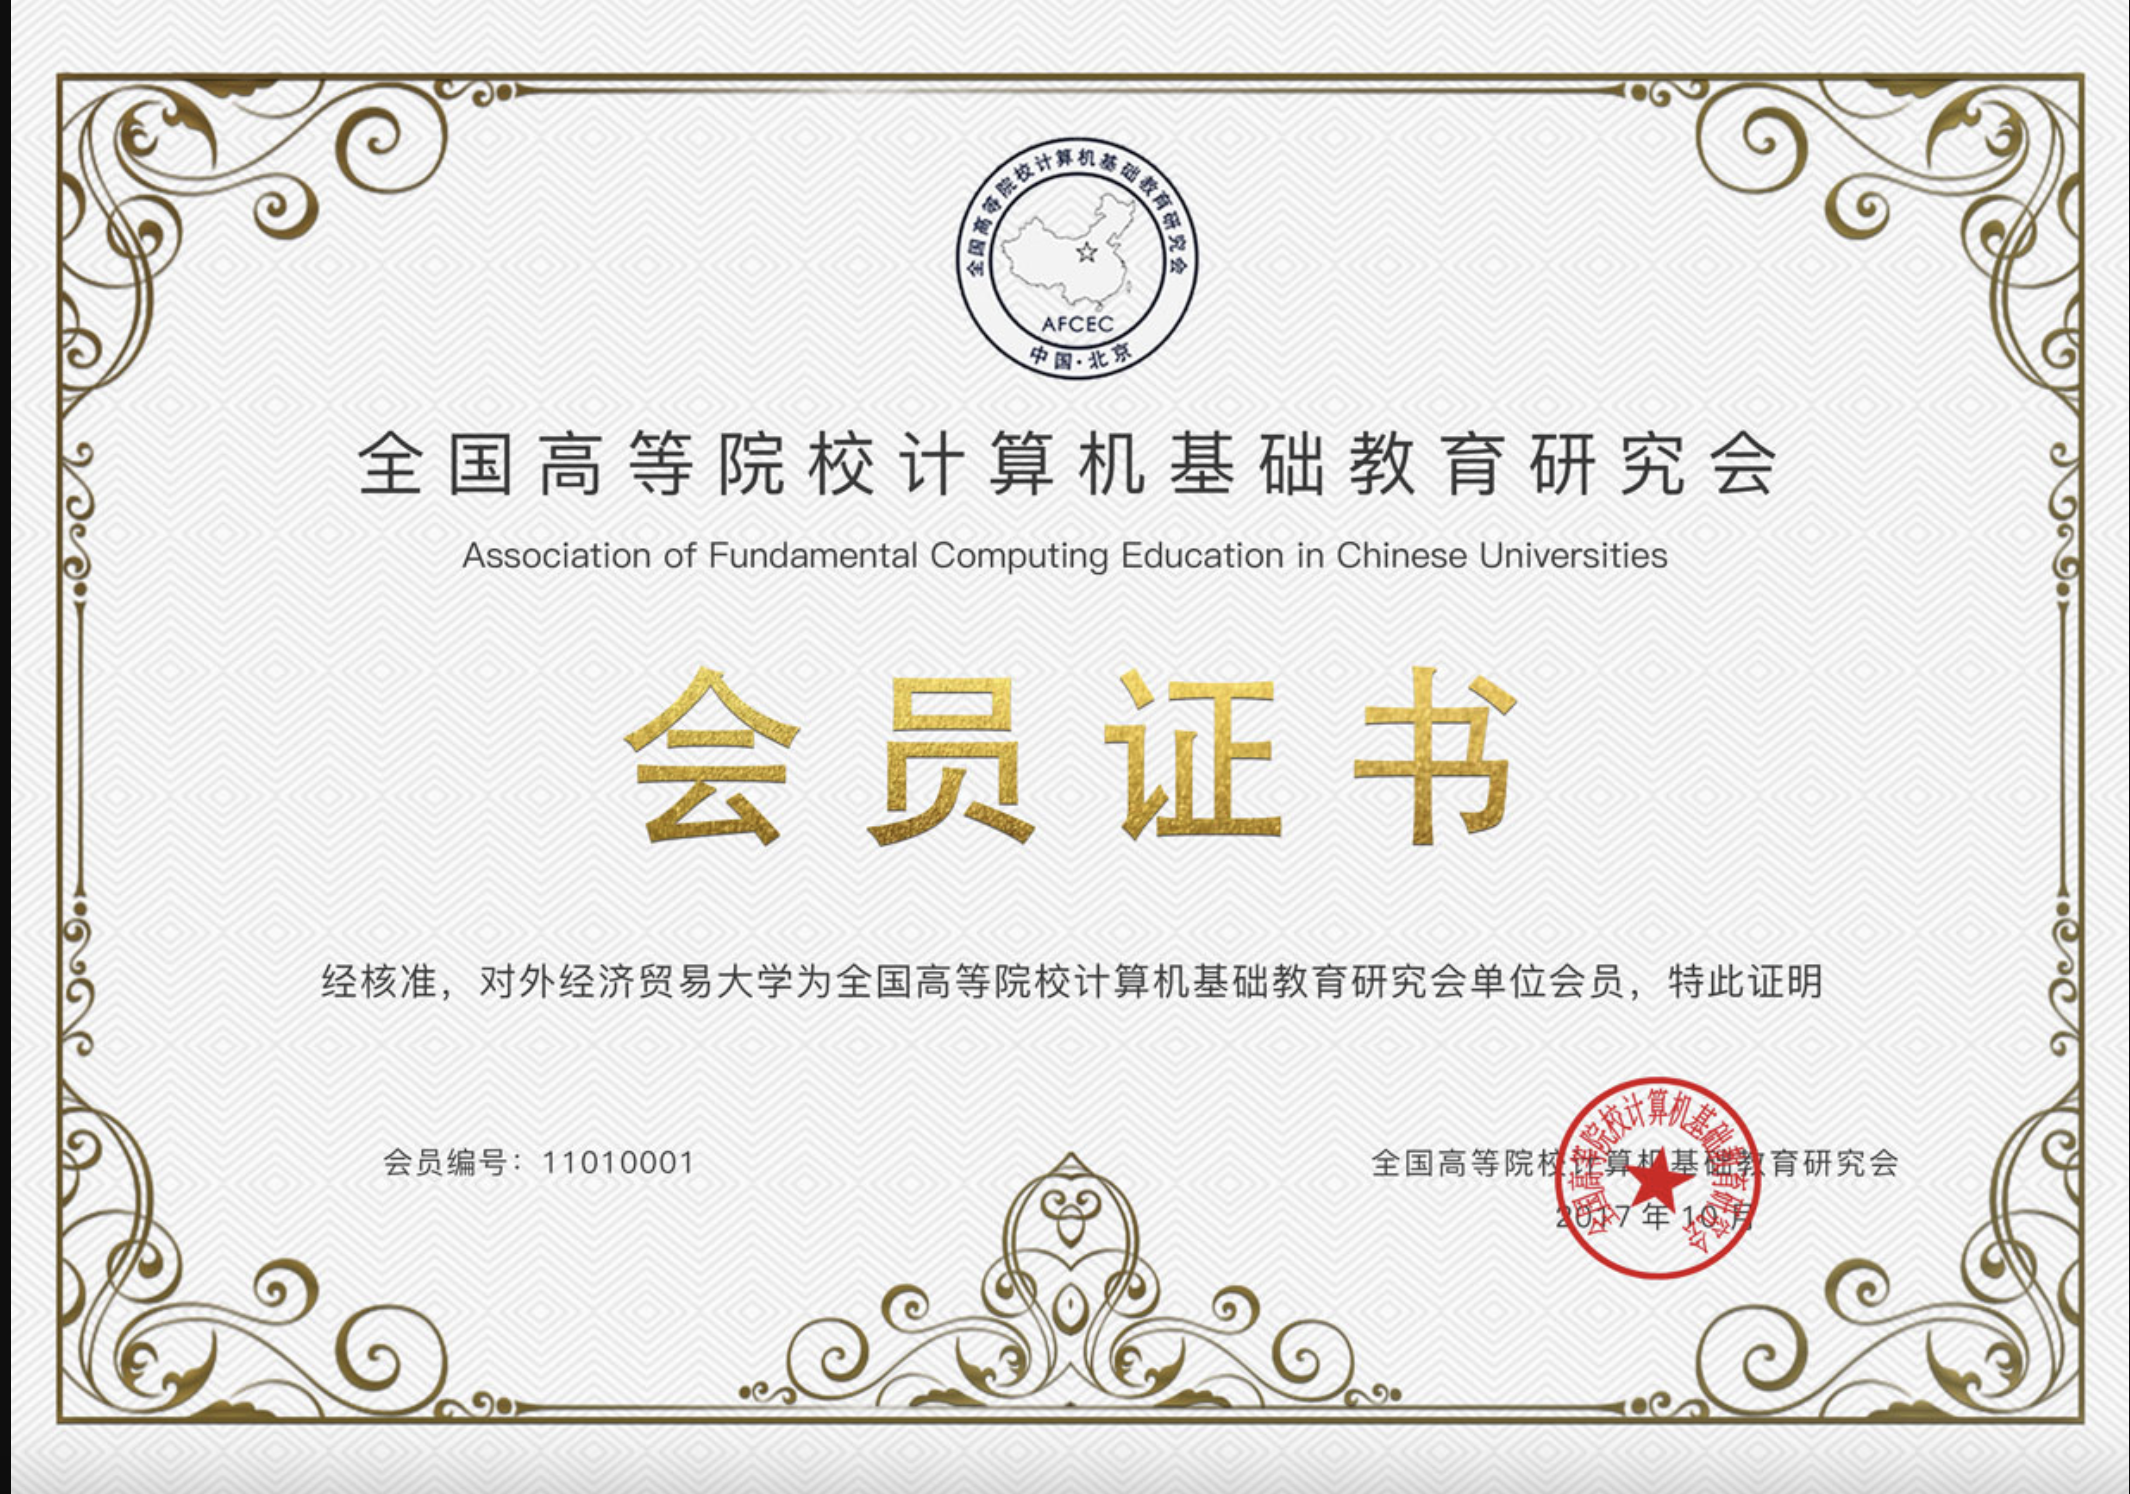 全国高等院校计算机基础教育研究会
AFCEC
中国·北京
全国高等院校计算机基础教育研究会
Association of Fundamental Computing Education in Chinese Universities
会员证书
经核准，对外经济贸易大学为全国高等院校计算机基础教育研究会单位会员，特此证明
会员编号：11010001
全国高等院校计算机基础教育研究会
2017 年 10 月
全国高等院校计算机基础教育研究会